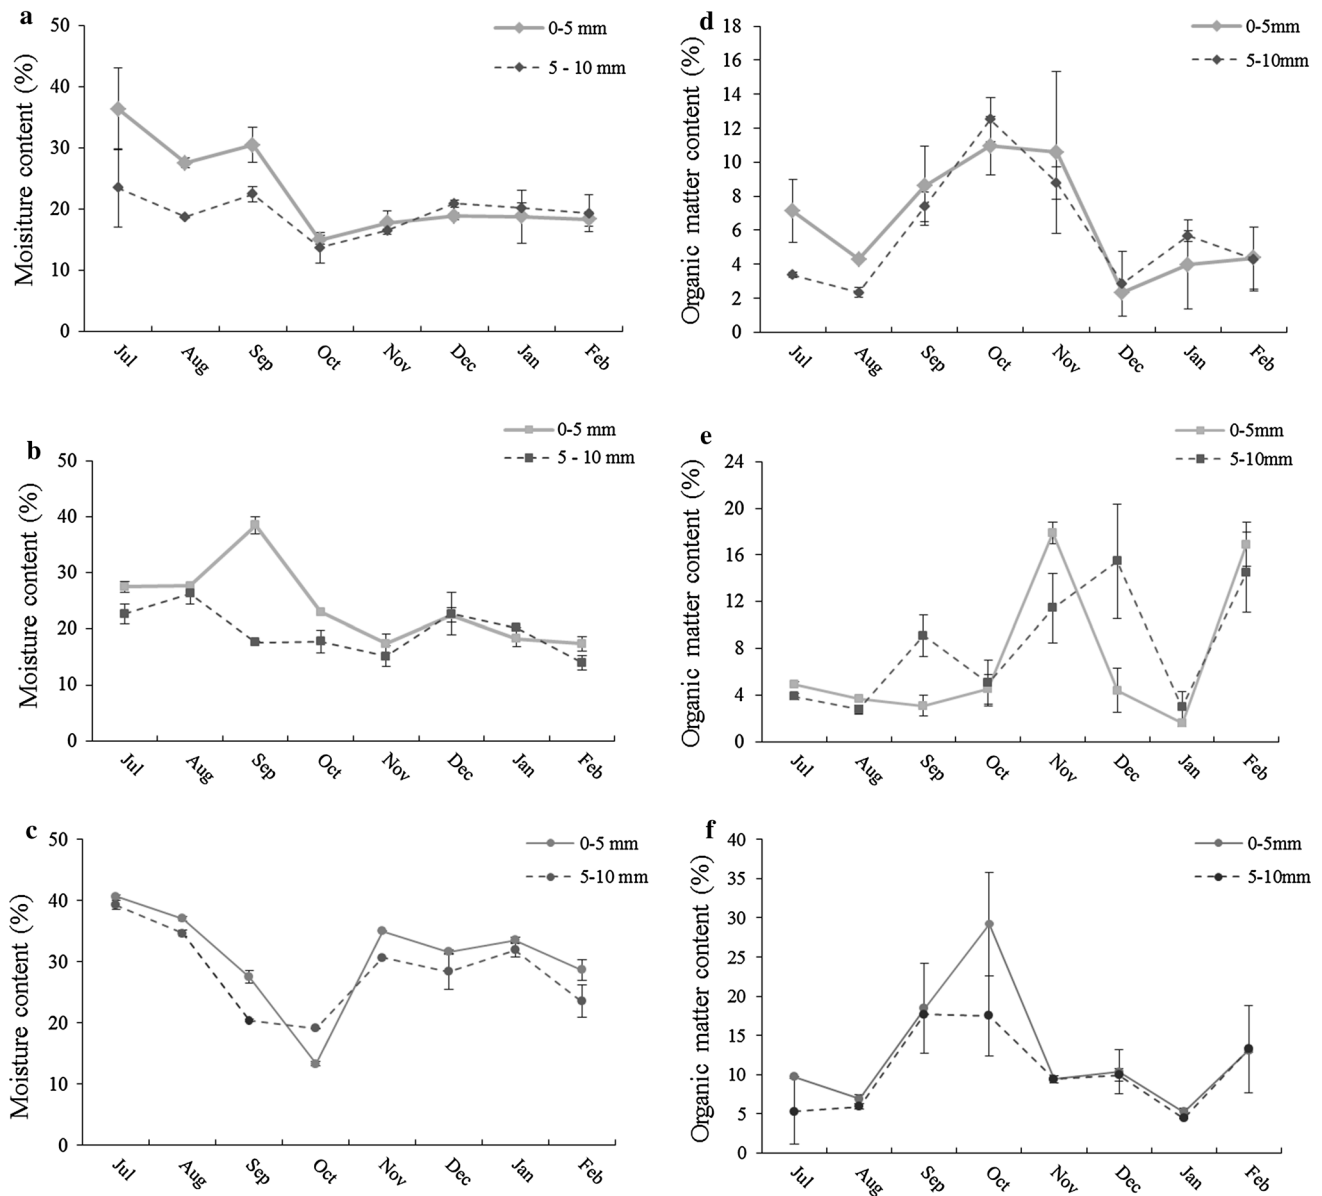 a
0-5 mm
5 - 10 mm
Moisiture content (%)
50
40
30
20
10
0
Jul Aug Sep Oct Nov Dec Jan Feb
d
0-5mm
5-10mm
Organic matter content (%)
18
16
14
12
10
8
6
4
2
0
Jul Aug Sep Oct Nov Dec Jan Feb
b
0-5 mm
5 - 10 mm
Moisture content (%)
50
40
30
20
10
0
Jul Aug Sep Oct Nov Dec Jan Feb
e
0-5mm
5-10mm
Organic matter content (%)
24
20
16
12
8
4
0
Jul Aug Sep Oct Nov Dec Jan Feb
c
0-5 mm
5-10 mm
Moisture content (%)
50
40
30
20
10
0
Jul Aug Sep Oct Nov Dec Jan Feb
f
0-5mm
5-10mm
Organic matter content (%)
40
35
30
25
20
15
10
5
0
Jul Aug Sep Oct Nov Dec Jan Feb